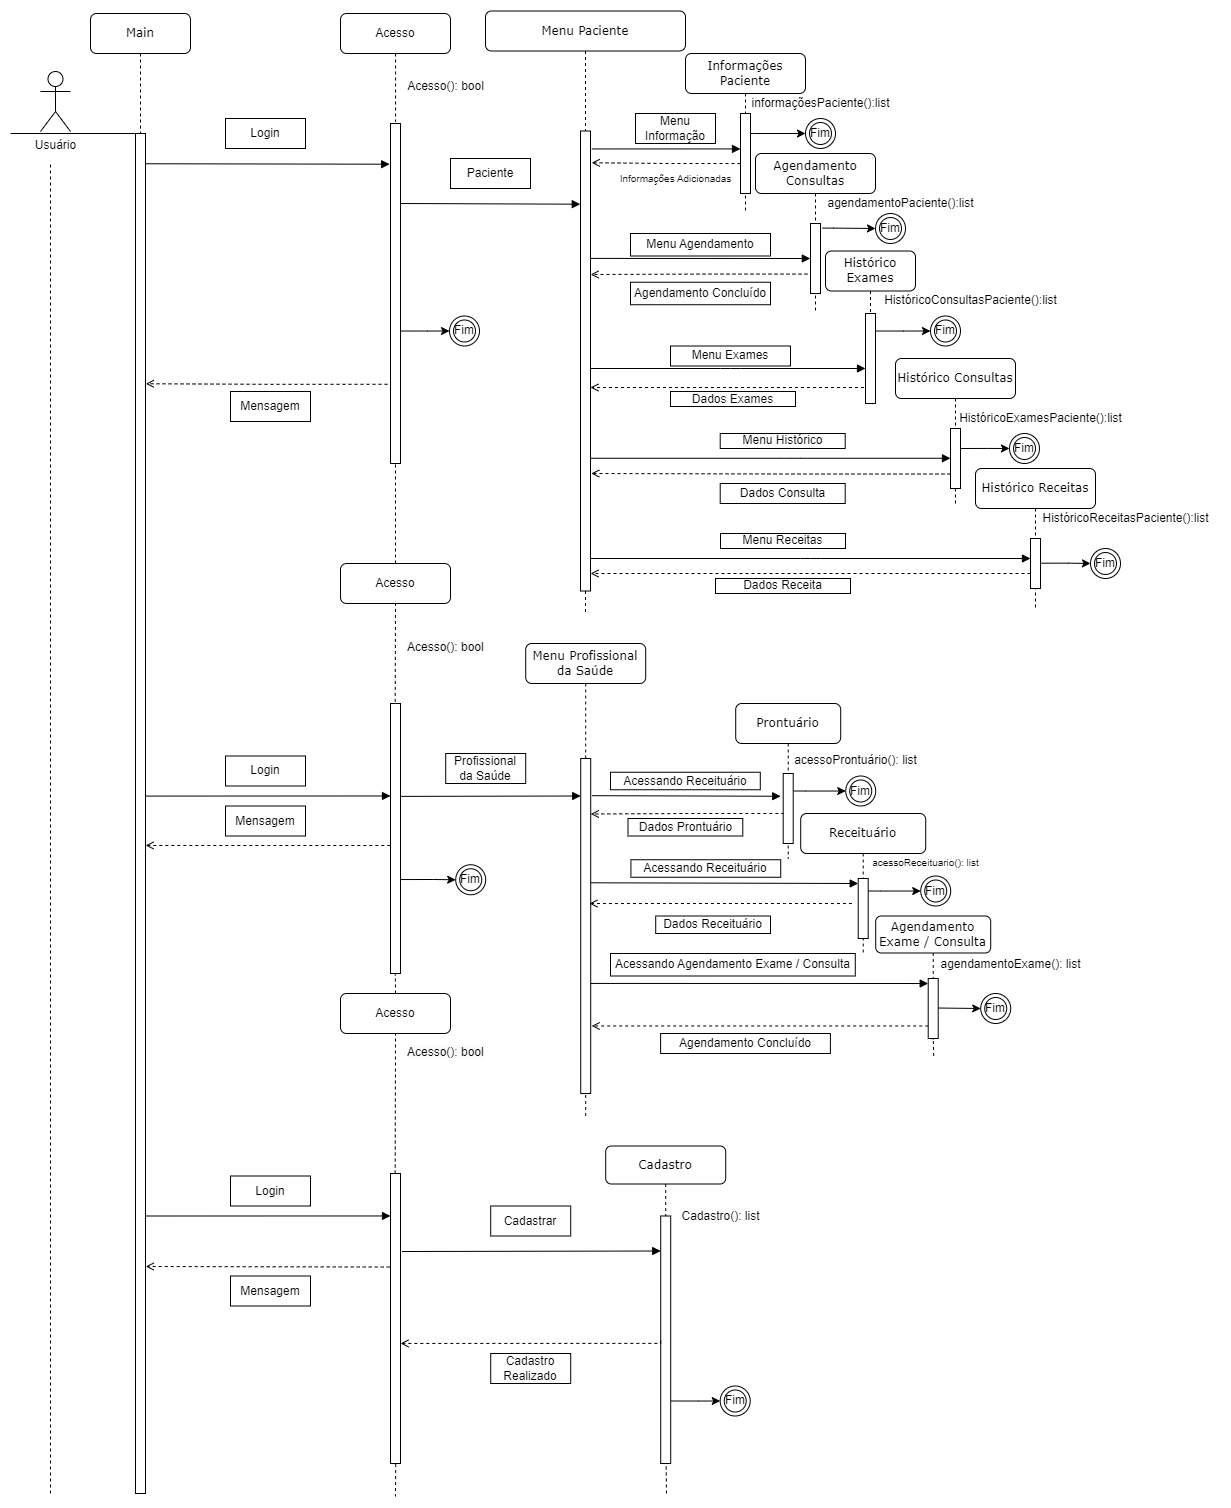 Main
Acesso
Menu Paciente
Informações
Paciente
Acesso(): bool
informaçõesPaciente():list
Usuário
Login
Menu
Informação
Fim
Paciente
Informações Adicionadas
Agendamento
Consultas
agendamentoPaciente():list
Fim
Menu Agendamento
Histórico
Exames
Agendamento Concluído
HistóricoConsultasPaciente():list
Fim
Fim
Menu Exames
Histórico Consultas
Dados Exames
Mensagem
HistóricoExamesPaciente():list
Menu Histórico
Fim
Histórico Receitas
Dados Consulta
HistóricoReceitasPaciente():list
Menu Receitas
Fim
Acesso
Dados Receita
Acesso(): bool
Menu Profissional
da Saúde
Prontuário
acessoProntuário(): list
Login
Profissional
da Saúde
Acessando Receituário
Fim
Mensagem
Dados Prontuário
Receituário
acessoReceituario(): list
Acessando Receituário
Fim
Fim
Dados Receituário
Agendamento
Exame / Consulta
Acessando Agendamento Exame / Consulta
agendamentoExame(): list
Fim
Acesso
Agendamento Concluído
Acesso(): bool
Cadastro
Login
Cadastrar
Cadastro(): list
Mensagem
Cadastro
Realizado
Fim